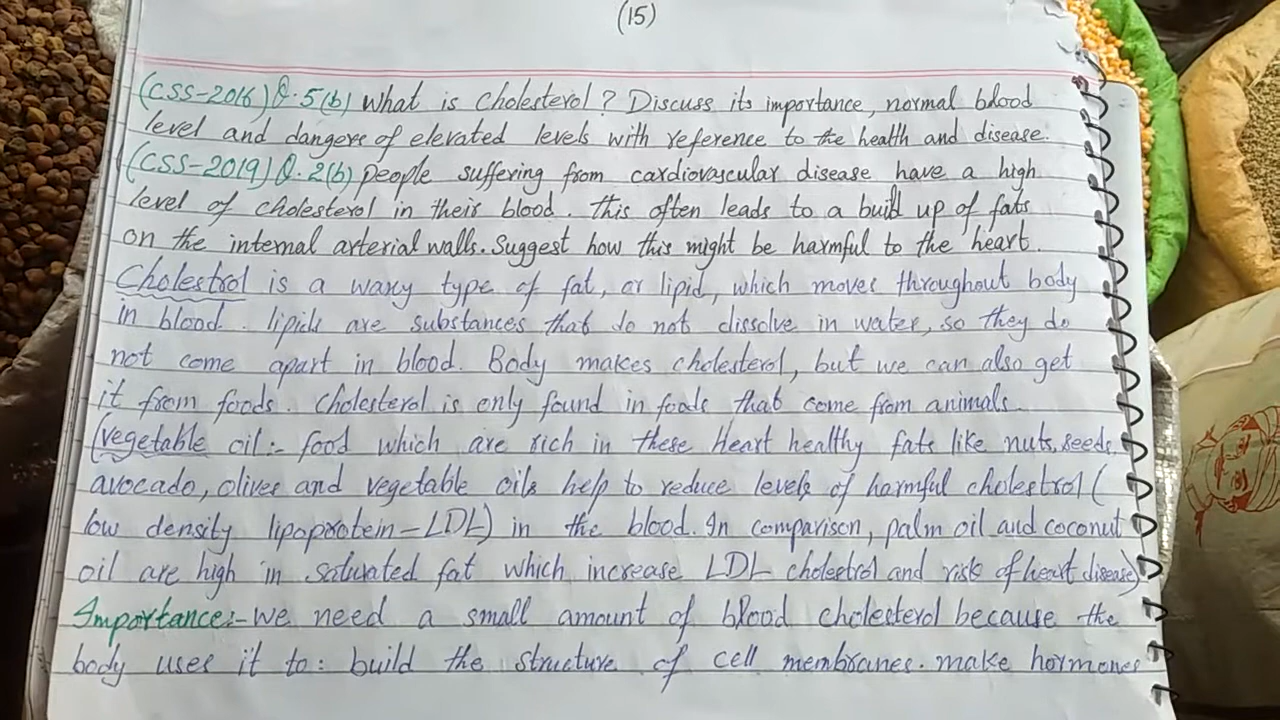 (15)
(CSS-2016) Q.5(b) What is Cholesterol? Discuss its importance, normal blood
level and dangers of elevated levels with reference to the health and disease.
(CSS-2019) Q.2(b) people suffering from cardiovascular disease have a high
level of cholesterol in their blood. This often leads to a build up of fats
on the internal arterial walls. Suggest how this might be harmful to the heart.
Cholestrol is a waxy type of fat, or lipid, which moves throughout body
in blood. lipids are substances that do not dissolve in water, so they do
not come apart in blood. Body makes cholesterol, but we can also get
it from foods. Cholesterol is only found in foods that come from animals.
(vegetable oil:- food which are rich in these Heart healthy fats like nuts, seeds,
avocado, olives and vegetable oils help to reduce levels of harmful cholestrol (
low density lipoprotein-LDL) in the blood. In comparison, palm oil and coconut
oil are high in saturated fat which increase LDL cholestrol and risk of heart disease)
Importance:- We need a small amount of blood cholesterol because the
body uses it to: build the structure of cell membranes. make hormones